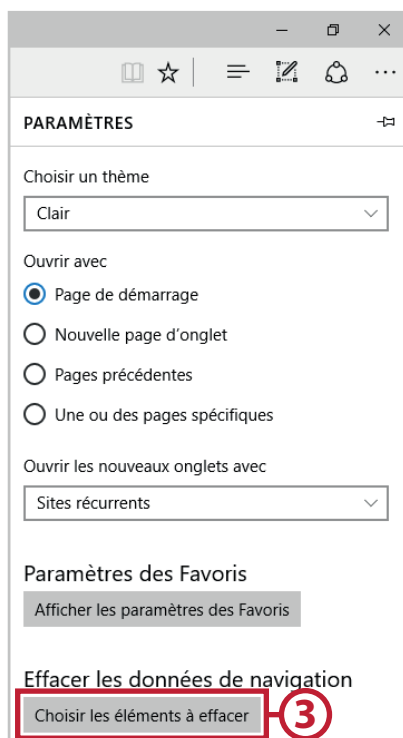 PARAMÈTRES
Choisir un thème
Clair
Ouvrir avec
Page de démarrage
Nouvelle page d'onglet
Pages précédentes
Une ou des pages spécifiques
Ouvrir les nouveaux onglets avec
Sites récurrents
Paramètres des Favoris
Afficher les paramètres des Favoris
Effacer les données de navigation
Choisir les éléments à effacer
3